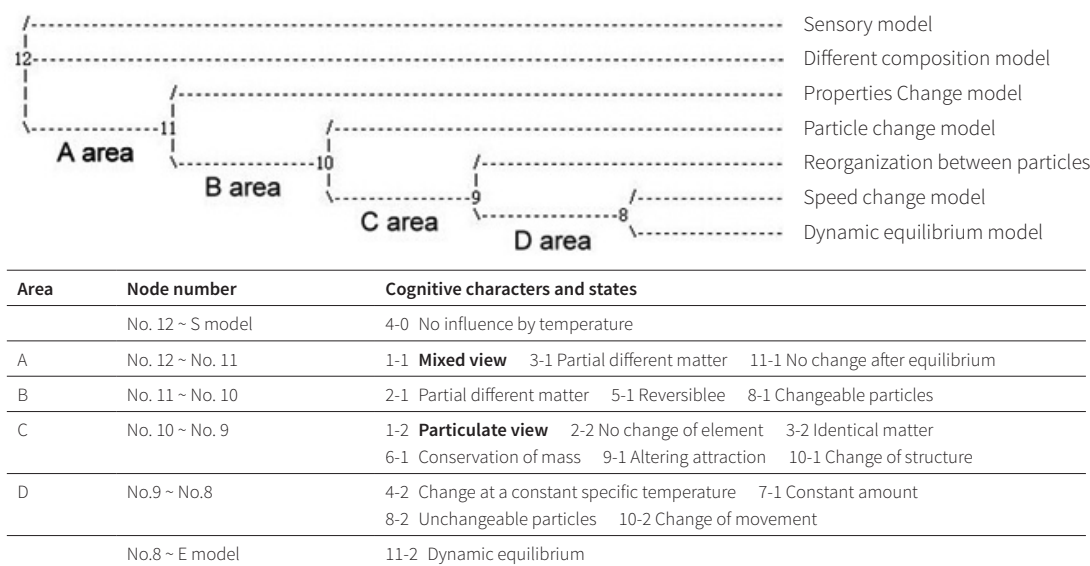 Sensory model
12
Different composition model
Properties Change model
11
Particle change model
A area
10
Reorganization between particles
B area
9
Speed change model
C area
8
Dynamic equilibrium model
D area
Area Node number Cognitive characters and states
No. 12 ~ S model 4-0 No influence by temperature
A No. 12 ~ No. 11 1-1 Mixed view 3-1 Partial different matter 11-1 No change after equilibrium
B No. 11 ~ No. 10 2-1 Partial different matter 5-1 Reversiblee 8-1 Changeable particles
C No. 10 ~ No. 9 1-2 Particulate view 2-2 No change of element 3-2 Identical matter
6-1 Conservation of mass 9-1 Altering attraction 10-1 Change of structure
D No.9 ~ No.8 4-2 Change at a constant specific temperature 7-1 Constant amount
8-2 Unchangeable particles 10-2 Change of movement
No.8 ~ E model 11-2 Dynamic equilibrium